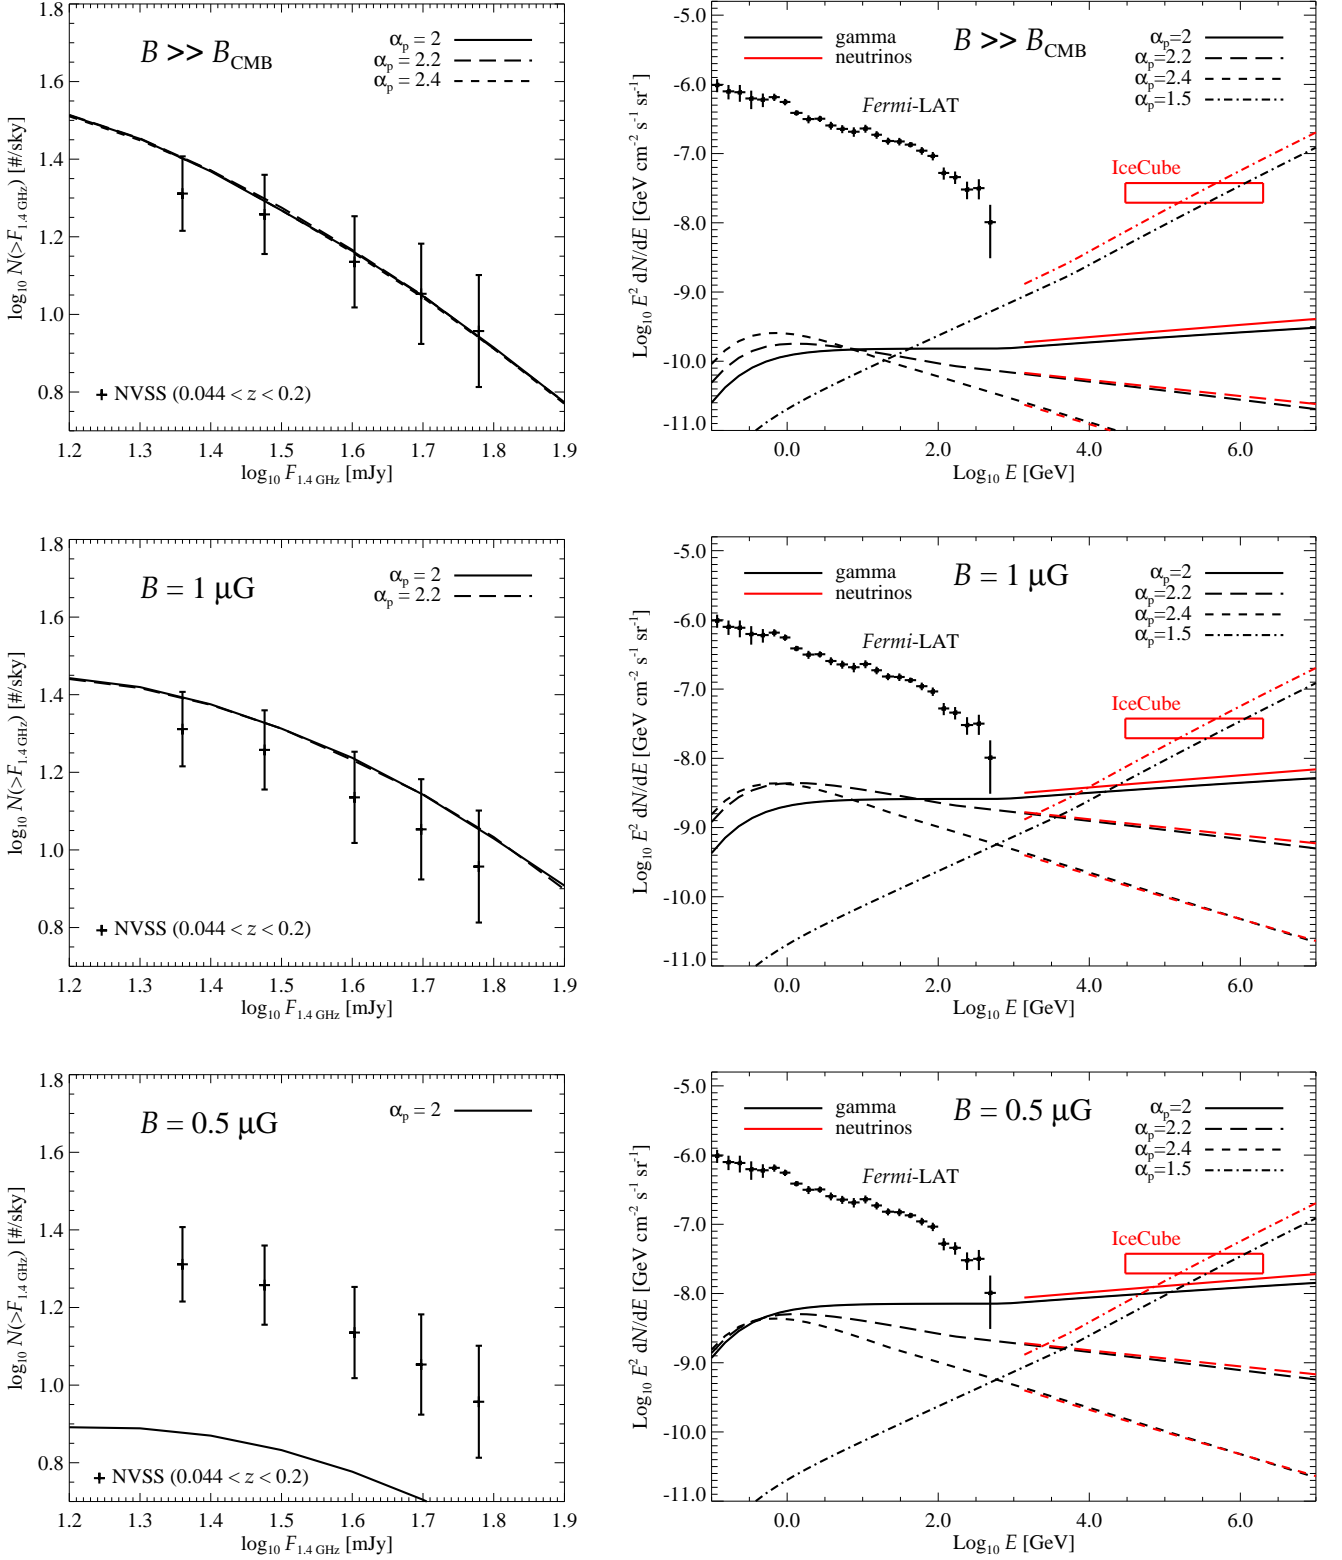 B >> B_CMB
α_p = 2
α_p = 2.2
α_p = 2.4
NVSS (0.044 < z < 0.2)
log₁₀ N(>F_1.4 GHz) [#/sky]
1.8
1.6
1.4
1.2
1.0
0.8
1.2 1.3 1.4 1.5 1.6 1.7 1.8 1.9
log₁₀ F_1.4 GHz [mJy]
gamma
neutrinos
B >> B_CMB
α_p=2
α_p=2.2
α_p=2.4
α_p=1.5
Fermi-LAT
IceCube
Log₁₀ E² dN/dE [GeV cm⁻² s⁻¹ sr⁻¹]
-5.0
-6.0
-7.0
-8.0
-9.0
-10.0
-11.0
0.0 2.0 4.0 6.0
Log₁₀ E [GeV]
B = 1 μG
α_p = 2
α_p = 2.2
NVSS (0.044 < z < 0.2)
log₁₀ N(>F_1.4 GHz) [#/sky]
1.8
1.6
1.4
1.2
1.0
0.8
1.2 1.3 1.4 1.5 1.6 1.7 1.8 1.9
log₁₀ F_1.4 GHz [mJy]
gamma
neutrinos
B = 1 μG
α_p=2
α_p=2.2
α_p=2.4
α_p=1.5
Fermi-LAT
IceCube
Log₁₀ E² dN/dE [GeV cm⁻² s⁻¹ sr⁻¹]
-5.0
-6.0
-7.0
-8.0
-9.0
-10.0
-11.0
0.0 2.0 4.0 6.0
Log₁₀ E [GeV]
B = 0.5 μG
α_p = 2
NVSS (0.044 < z < 0.2)
log₁₀ N(>F_1.4 GHz) [#/sky]
1.8
1.6
1.4
1.2
1.0
0.8
1.2 1.3 1.4 1.5 1.6 1.7 1.8 1.9
log₁₀ F_1.4 GHz [mJy]
gamma
neutrinos
B = 0.5 μG
α_p=2
α_p=2.2
α_p=2.4
α_p=1.5
Fermi-LAT
IceCube
Log₁₀ E² dN/dE [GeV cm⁻² s⁻¹ sr⁻¹]
-5.0
-6.0
-7.0
-8.0
-9.0
-10.0
-11.0
0.0 2.0 4.0 6.0
Log₁₀ E [GeV]